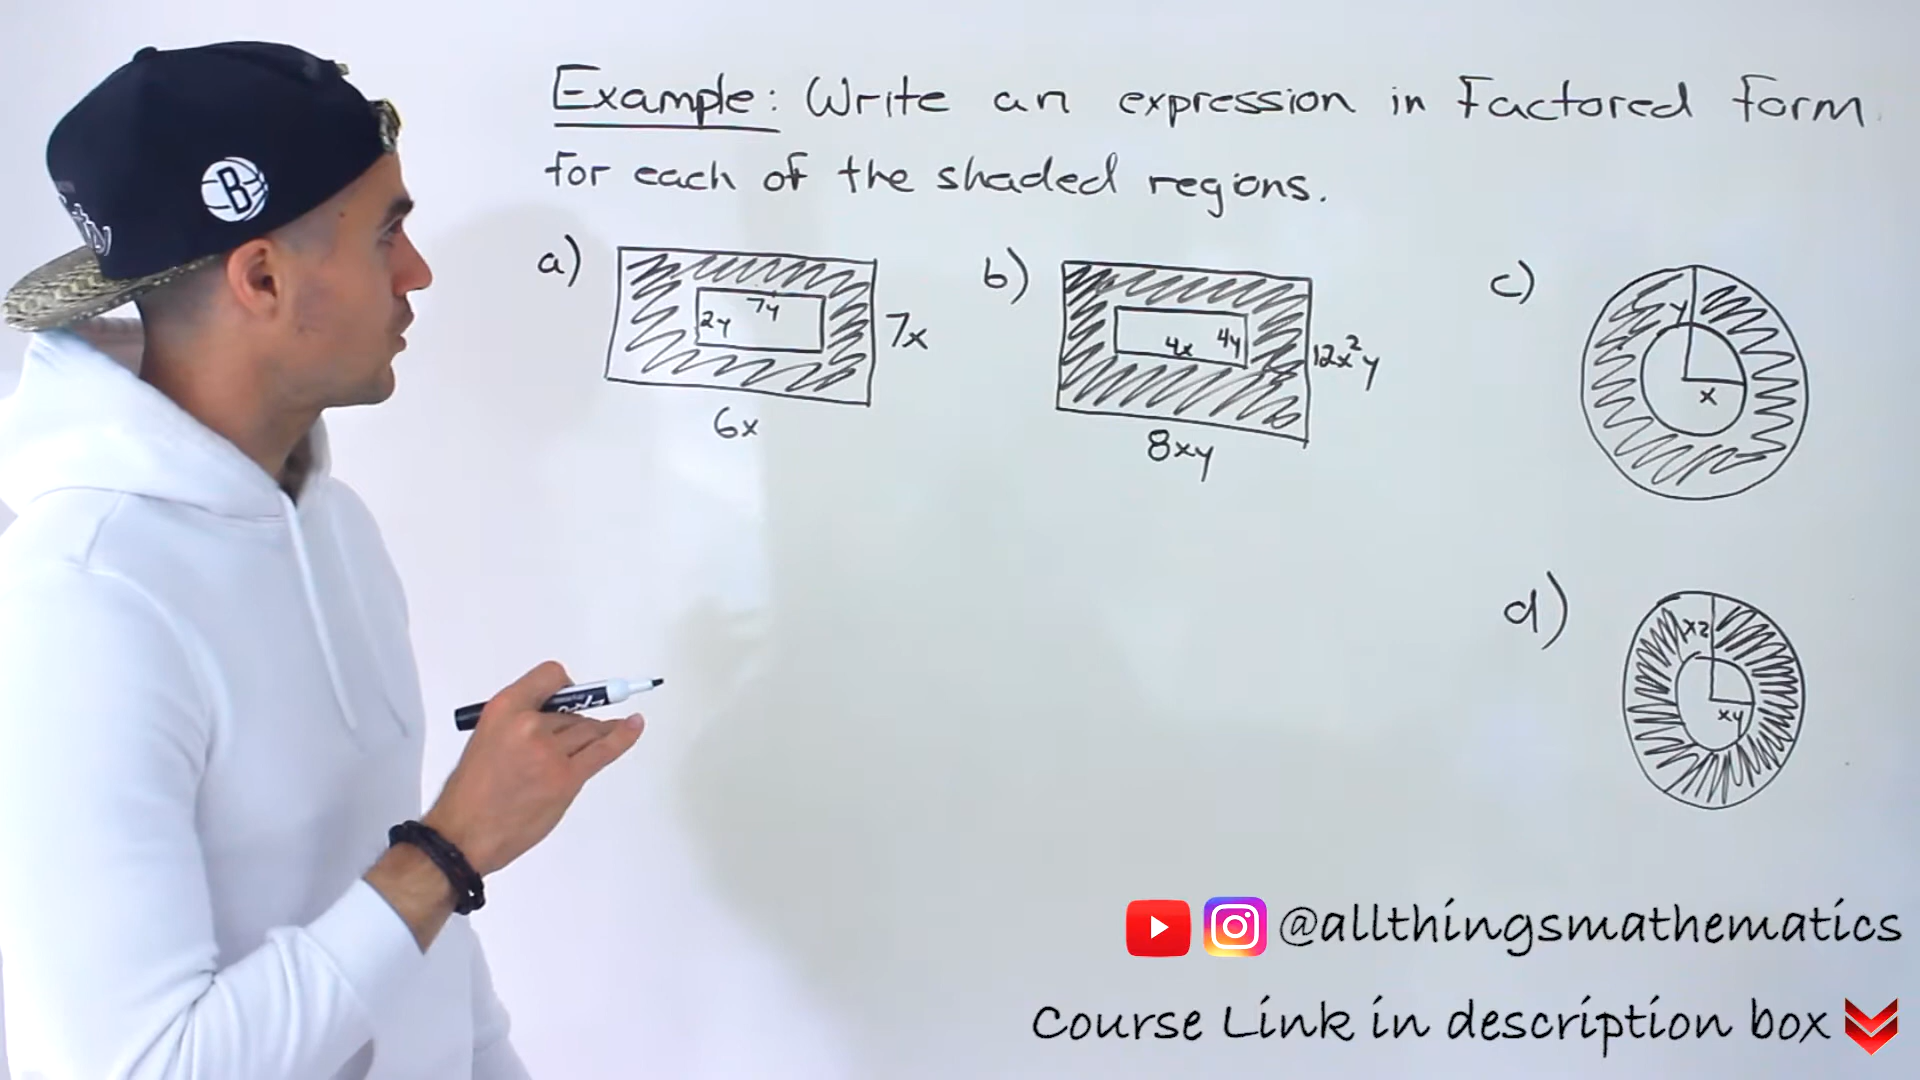 Example: Write an expression in Factored Form
for each of the shaded regions.
a)
7y
2y
7x
6x
b)
4x 4y
12x²y
8xy
c)
y
x
d)
xz
xy
B
@allthingsmathematics
Course Link in description box